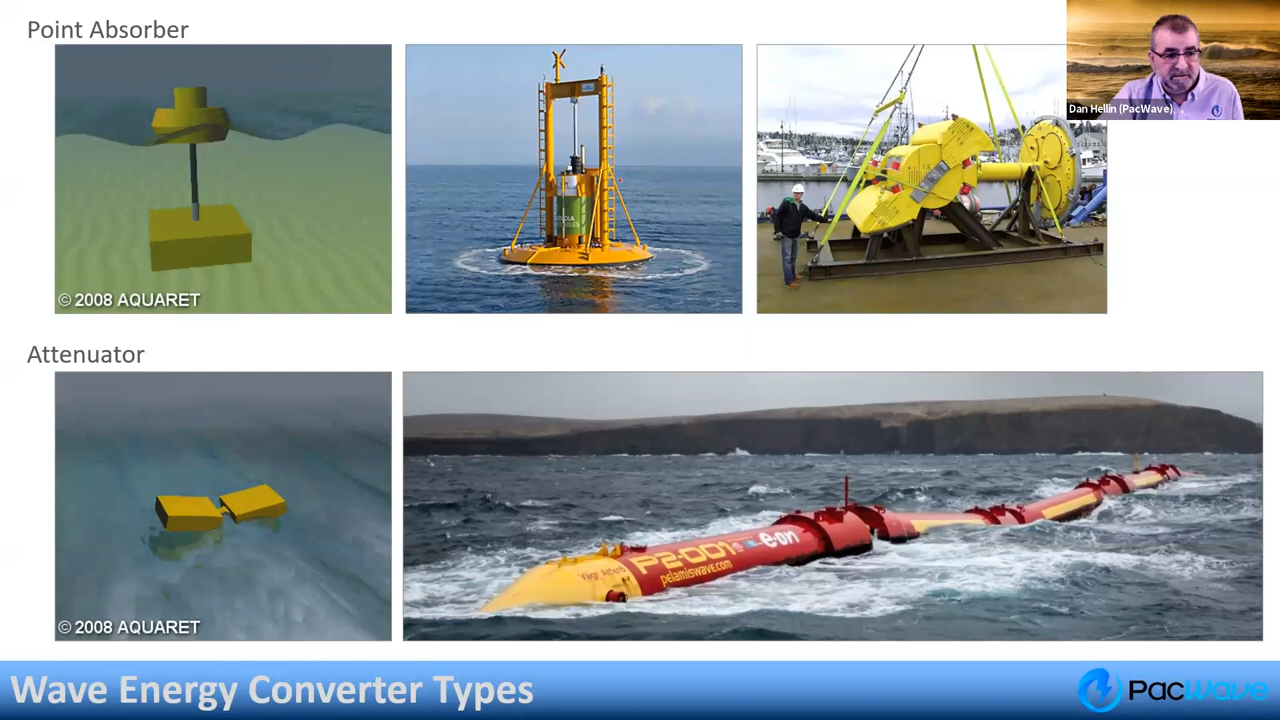 Point Absorber
Dan Hellin (PacWave)
© 2008 AQUARET
Attenuator
P2-001
e·on
pelamiswave.com
© 2008 AQUARET
Wave Energy Converter Types
PacWave